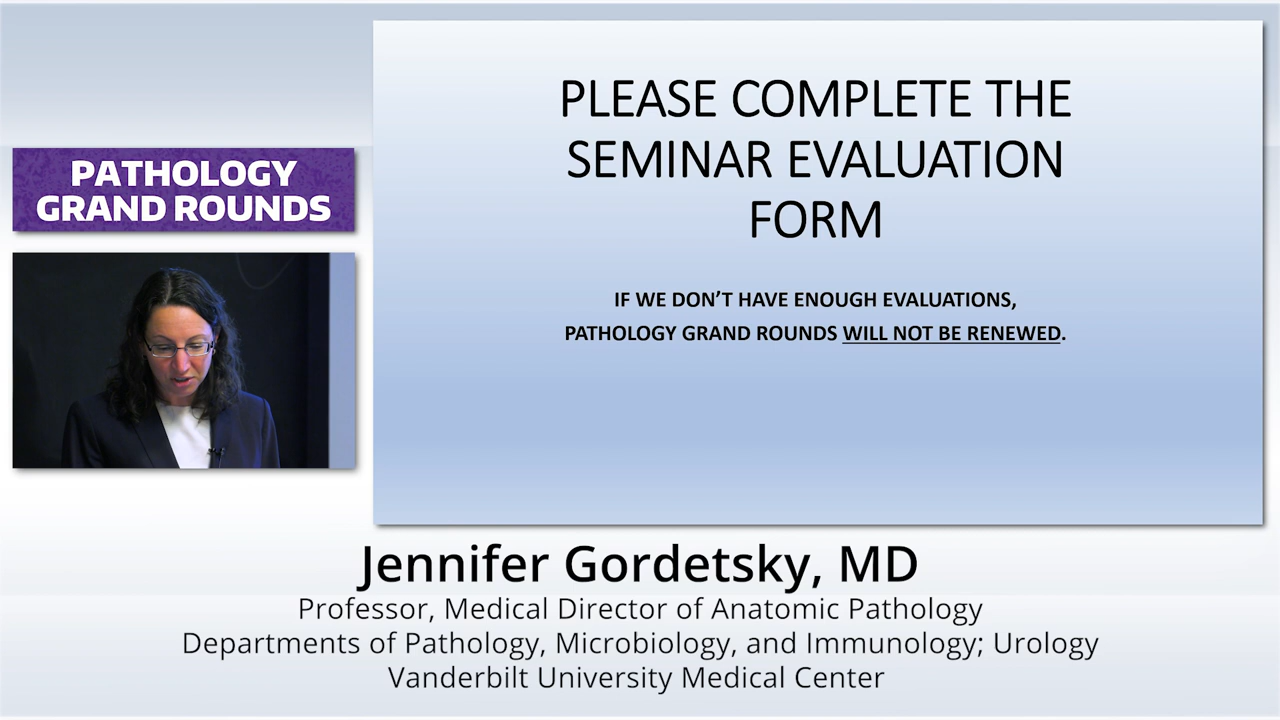 PATHOLOGY
GRAND ROUNDS
PLEASE COMPLETE THE
SEMINAR EVALUATION
FORM
IF WE DON’T HAVE ENOUGH EVALUATIONS,
PATHOLOGY GRAND ROUNDS WILL NOT BE RENEWED.
Jennifer Gordetsky, MD
Professor, Medical Director of Anatomic Pathology
Departments of Pathology, Microbiology, and Immunology; Urology
Vanderbilt University Medical Center